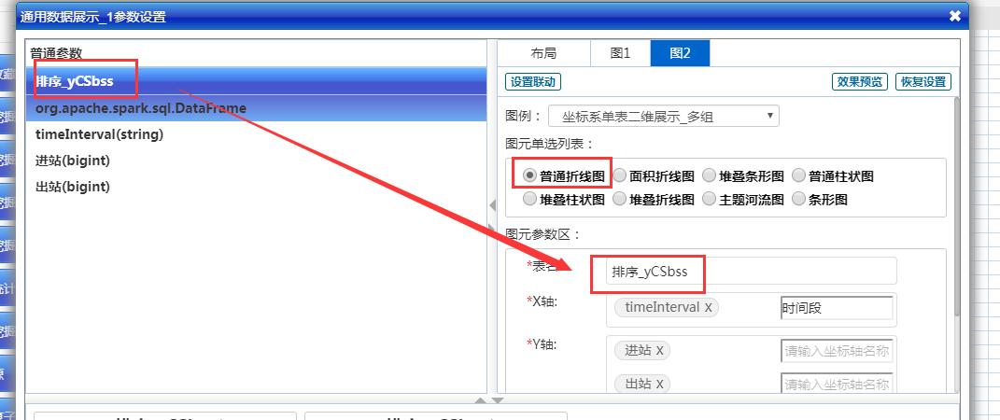 通用数据展示_1参数设置
普通参数
排序_yCSbss
org.apache.spark.sql.DataFrame
timeInterval(string)
进站(bigint)
出站(bigint)
布局 图1 图2
设置联动 效果预览 恢复设置
图例： 坐标系单表二维展示_多组
图元单选列表：
普通折线图 面积折线图 堆叠条形图 普通柱状图
堆叠柱状图 堆叠折线图 主题河流图 条形图
图元参数区：
*表名 排序_yCSbss
*X轴: timeInterval x 时间段
*Y轴: 进站 x 请输入坐标轴名称
出站 x 请输入坐标轴名称